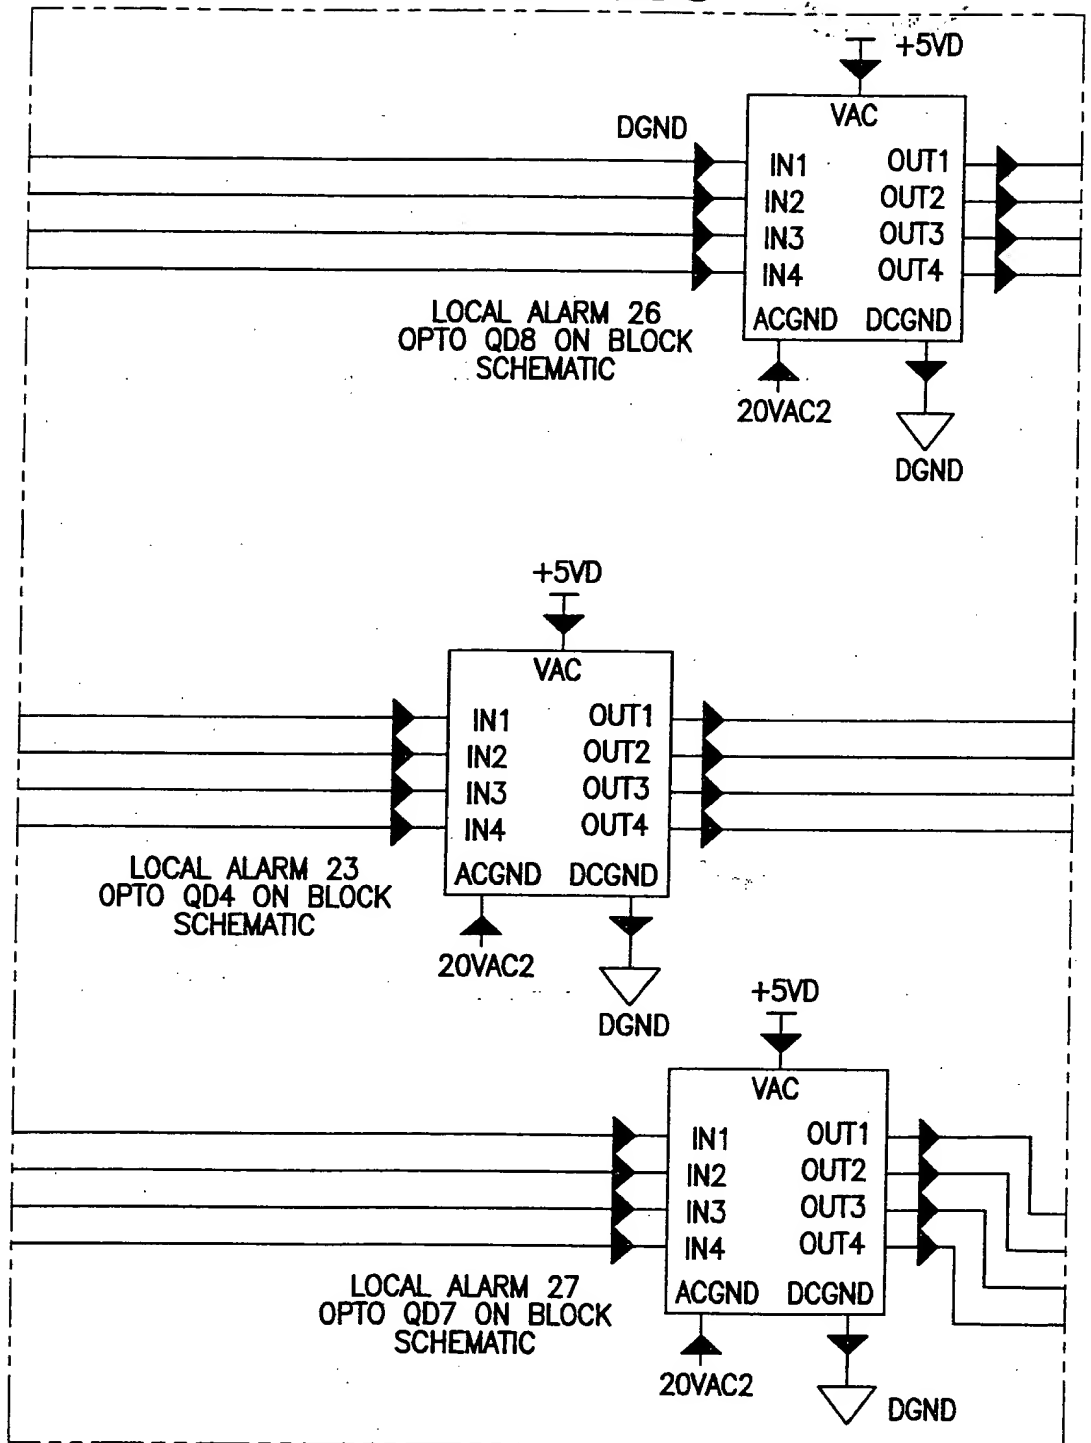 +5VD
VAC
DGND
IN1 OUT1
IN2 OUT2
IN3 OUT3
IN4 OUT4
ACGND DCGND
LOCAL ALARM 26
OPTO QD8 ON BLOCK
SCHEMATIC
20VAC2
DGND
+5VD
VAC
IN1 OUT1
IN2 OUT2
IN3 OUT3
IN4 OUT4
ACGND DCGND
LOCAL ALARM 23
OPTO QD4 ON BLOCK
SCHEMATIC
20VAC2
DGND
+5VD
VAC
IN1 OUT1
IN2 OUT2
IN3 OUT3
IN4 OUT4
ACGND DCGND
LOCAL ALARM 27
OPTO QD7 ON BLOCK
SCHEMATIC
20VAC2
DGND